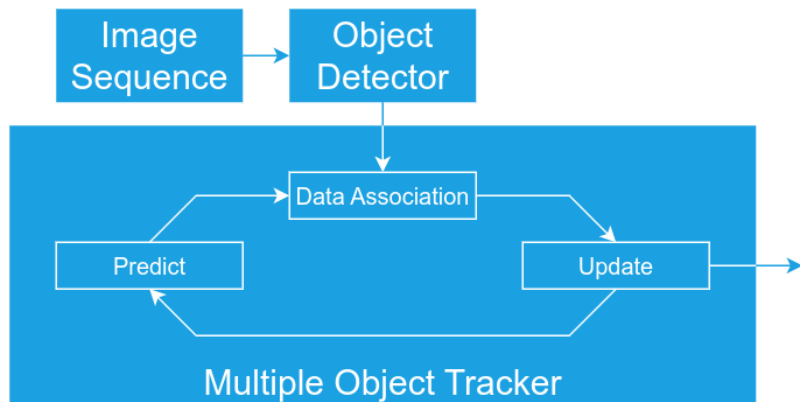 Image
Sequence
Object
Detector
Data Association
Predict
Update
Multiple Object Tracker